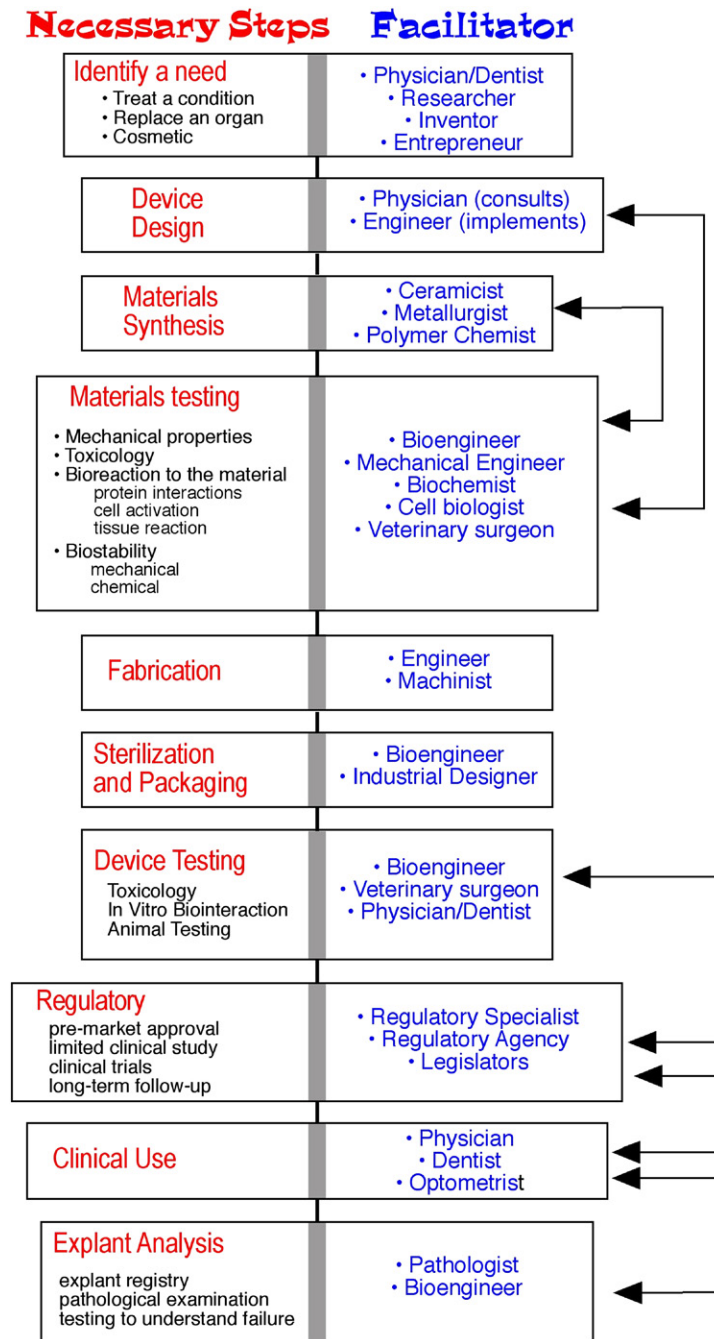 Necessary Steps
Facilitator
Identify a need
• Treat a condition
• Replace an organ
• Cosmetic
• Physician/Dentist
• Researcher
• Inventor
• Entrepreneur
Device
Design
• Physician (consults)
• Engineer (implements)
Materials
Synthesis
• Ceramicist
• Metallurgist
• Polymer Chemist
Materials testing
• Mechanical properties
• Toxicology
• Bioreaction to the material
protein interactions
cell activation
tissue reaction
• Biostability
mechanical
chemical
• Bioengineer
• Mechanical Engineer
• Biochemist
• Cell biologist
• Veterinary surgeon
Fabrication
• Engineer
• Machinist
Sterilization
and Packaging
• Bioengineer
• Industrial Designer
Device Testing
Toxicology
In Vitro Biointeraction
Animal Testing
• Bioengineer
• Veterinary surgeon
• Physician/Dentist
Regulatory
pre-market approval
limited clinical study
clinical trials
long-term follow-up
• Regulatory Specialist
• Regulatory Agency
• Legislators
Clinical Use
• Physician
• Dentist
• Optometrist
Explant Analysis
explant registry
pathological examination
testing to understand failure
• Pathologist
• Bioengineer